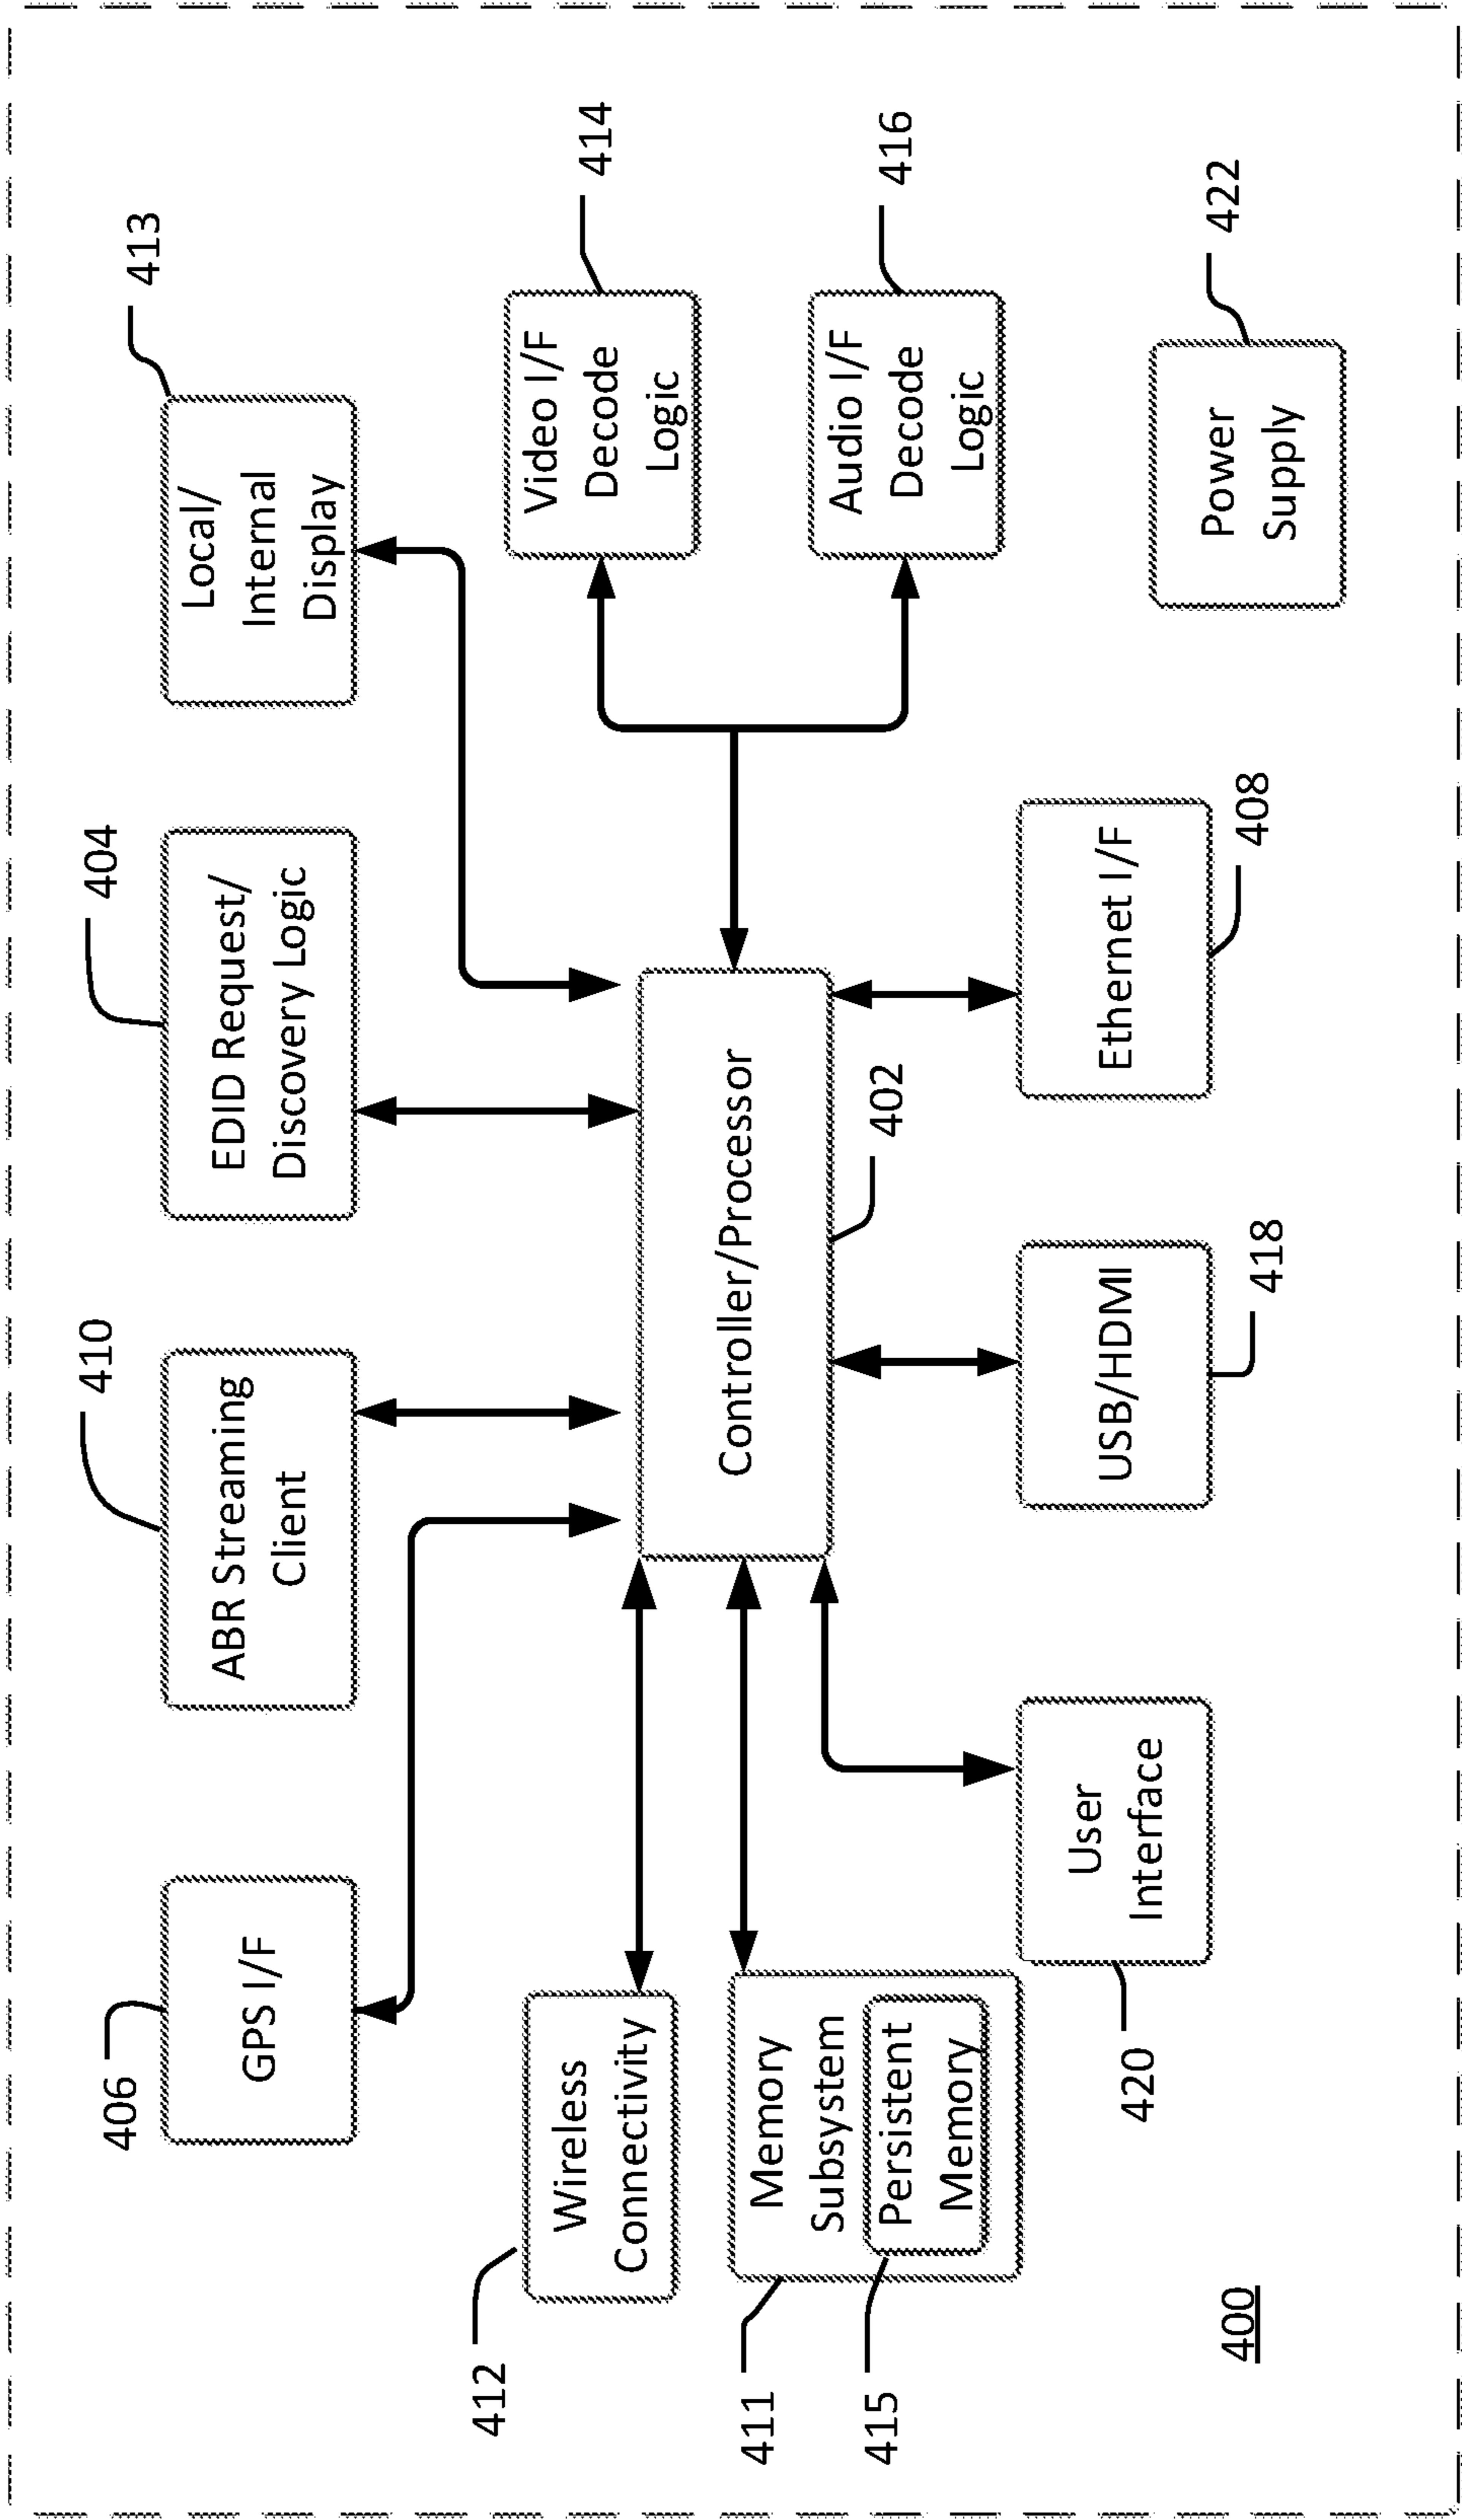 406
GPS I/F
410
ABR Streaming
Client
404
EDID Request/
Discovery Logic
413
Local/
Internal
Display
412
Wireless
Connectivity
411
Memory
Subsystem
415
Persistent
Memory
Controller/Processor
402
Video I/F
Decode
Logic
414
Audio I/F
Decode
Logic
416
420
User
Interface
USB/HDMI
418
Ethernet I/F
408
Power
Supply
422
400